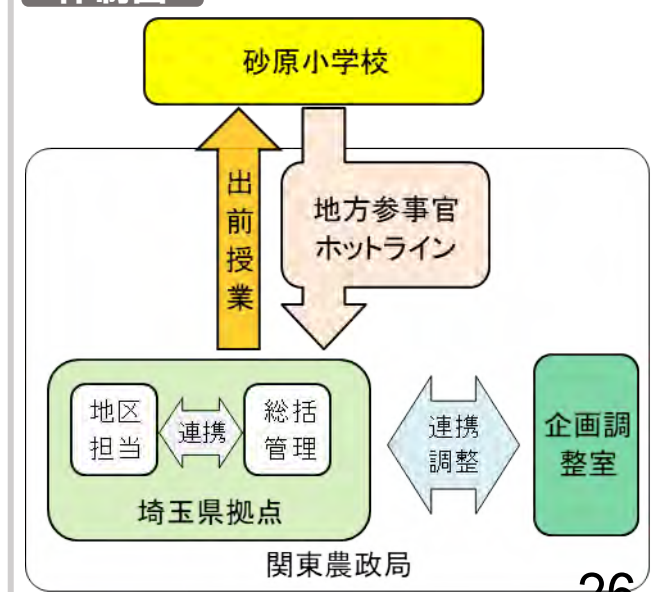 砂原小学校
出前授業
地方参事官
ホットライン
地区
担当
連携
総括
管理
埼玉県拠点
連携
調整
企画調
整室
関東農政局